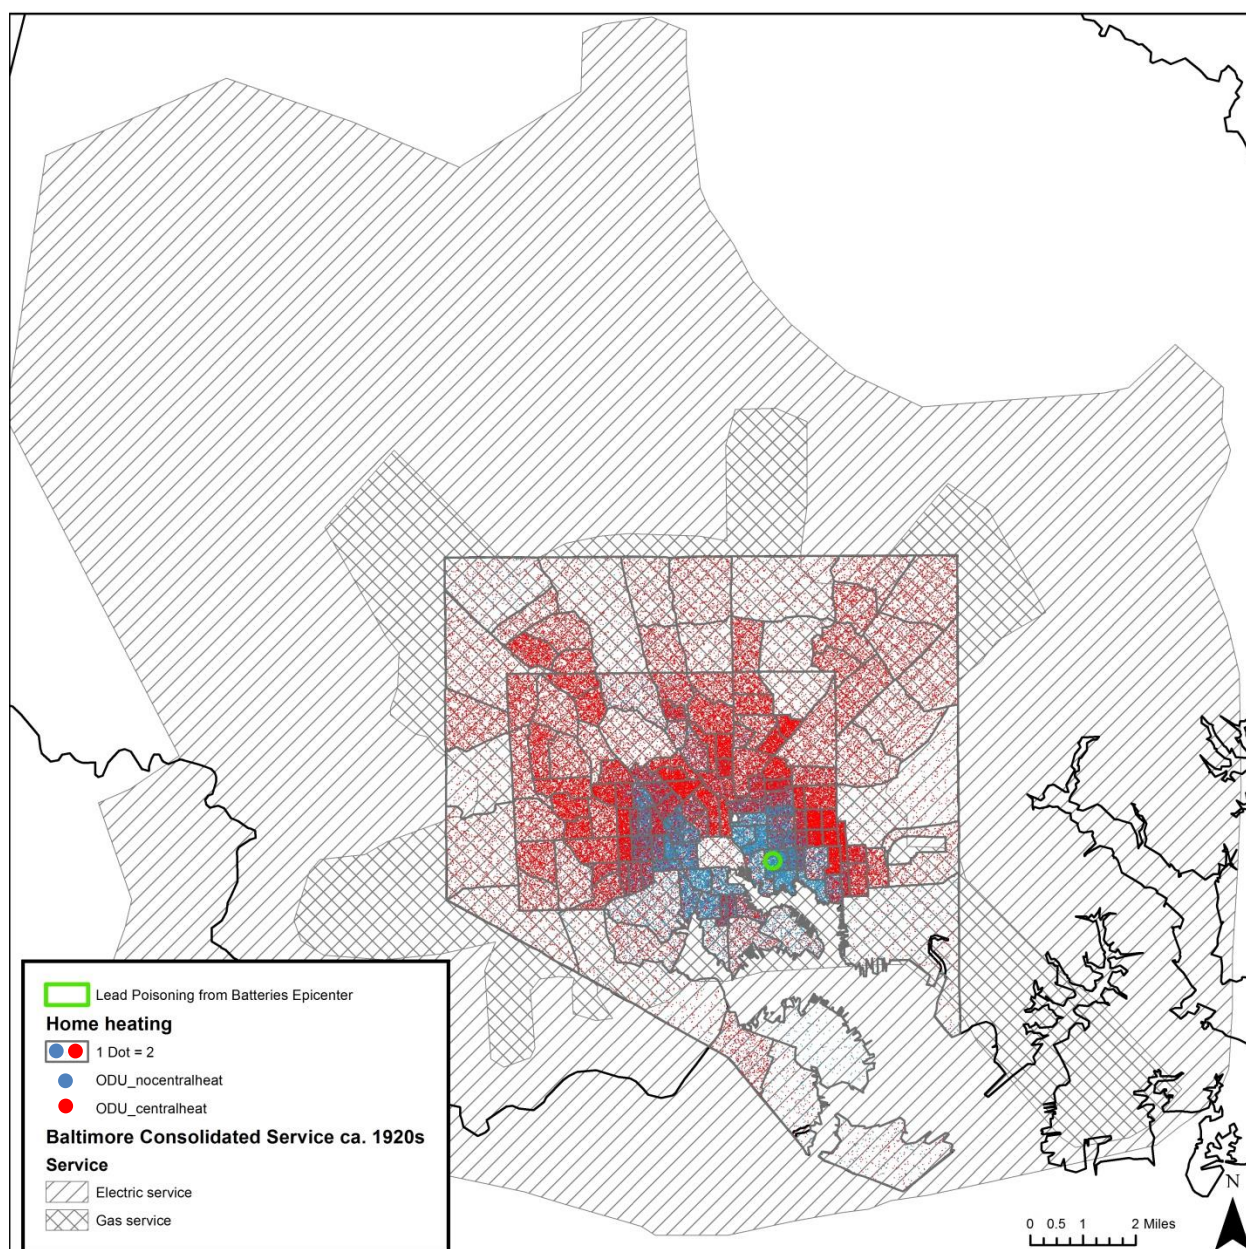 Lead Poisoning from Batteries Epicenter
Home heating
1 Dot = 2
ODU_nocentralheat
ODU_centralheat
Baltimore Consolidated Service ca. 1920s
Service
Electric service
Gas service
N
0 0.5 1 2 Miles